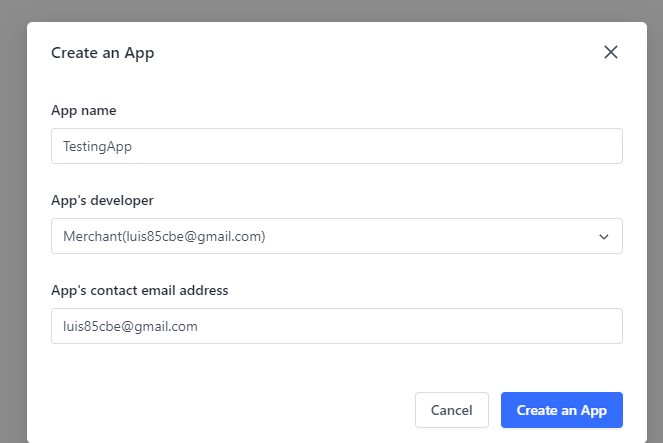 Create an App
App name
TestingApp
App's developer
Merchant(luis85cbe@gmail.com)
App's contact email address
luis85cbe@gmail.com
Cancel
Create an App